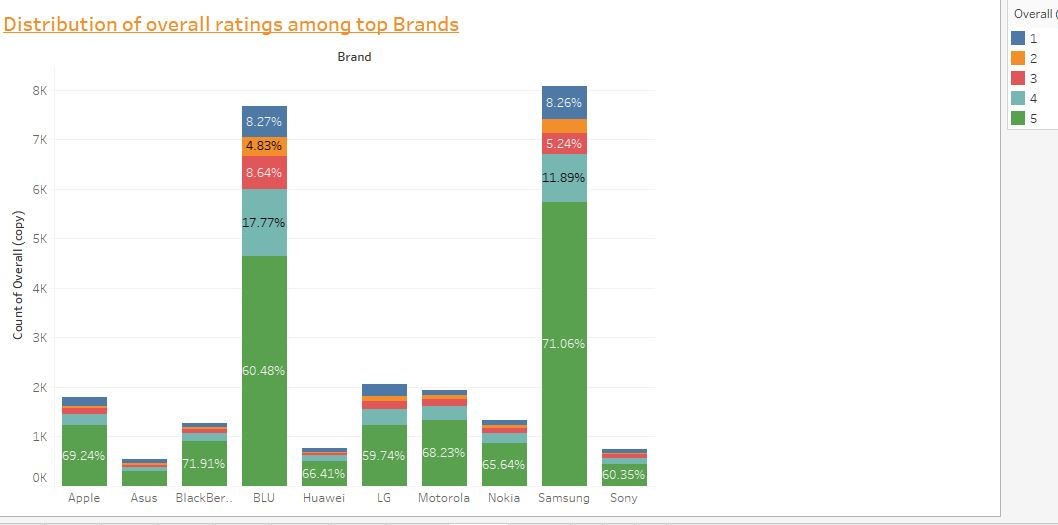 Distribution of overall ratings among top Brands
Overall (
1
2
3
4
5
Brand
Count of Overall (copy)
8K
7K
6K
5K
4K
3K
2K
1K
0K
69.24%
71.91%
8.27%
4.83%
8.64%
17.77%
60.48%
66.41%
59.74%
68.23%
65.64%
8.26%
5.24%
11.89%
71.06%
60.35%
Apple Asus BlackBer.. BLU Huawei LG Motorola Nokia Samsung Sony